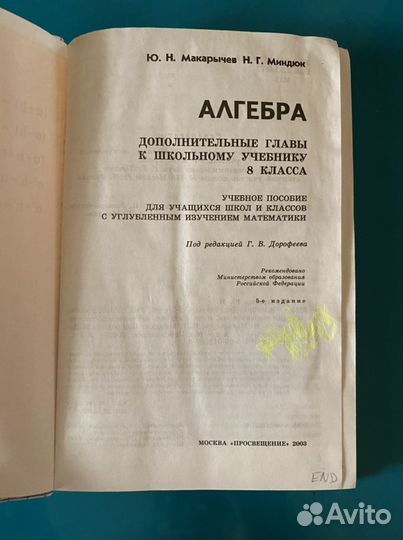 Ю. Н. Макарычев Н. Г. Миндюк
АЛГЕБРА
ДОПОЛНИТЕЛЬНЫЕ ГЛАВЫ
К ШКОЛЬНОМУ УЧЕБНИКУ
8 КЛАССА
УЧЕБНОЕ ПОСОБИЕ
ДЛЯ УЧАЩИХСЯ ШКОЛ И КЛАССОВ
С УГЛУБЛЕННЫМ ИЗУЧЕНИЕМ МАТЕМАТИКИ
Под редакцией Г. В. Дорофеева
Рекомендовано
Министерством образования
Российской Федерации
5-е издание
МОСКВА «ПРОСВЕЩЕНИЕ» 2003
END
Avito